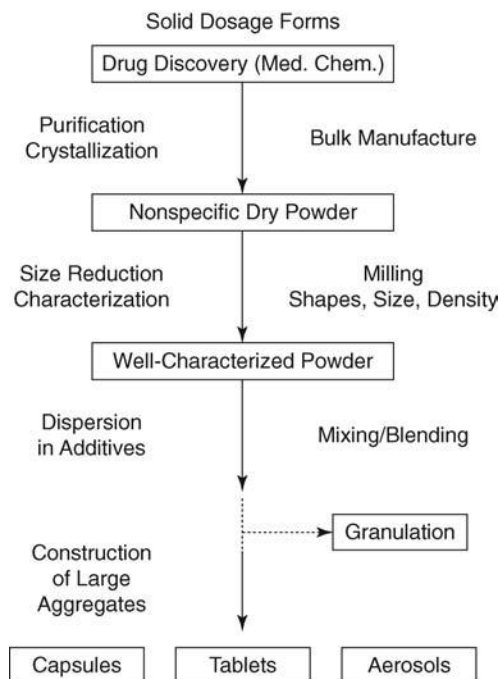 Solid Dosage Forms
Drug Discovery (Med. Chem.)
Purification
Crystallization
Bulk Manufacture
Nonspecific Dry Powder
Size Reduction
Characterization
Milling
Shapes, Size, Density
Well-Characterized Powder
Dispersion
in Additives
Mixing/Blending
Granulation
Construction
of Large
Aggregates
Capsules
Tablets
Aerosols